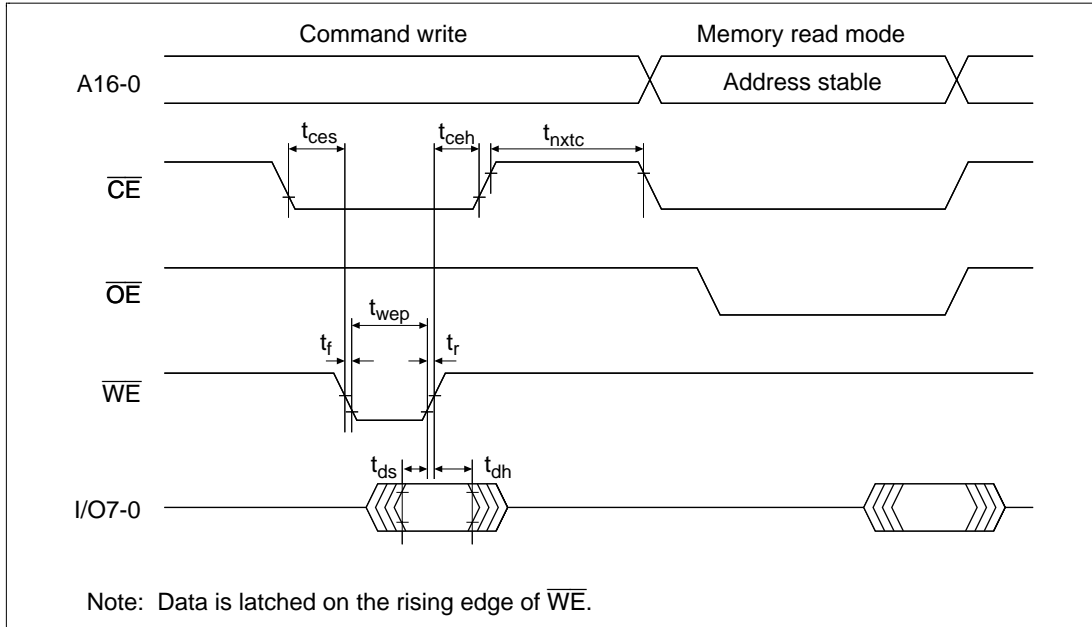 Command write Memory read mode
A16-0 Address stable
tces tceh tnxtc
CE
OE
twep
tf tr
WE
tds tdh
I/O7-0
Note: Data is latched on the rising edge of WE.